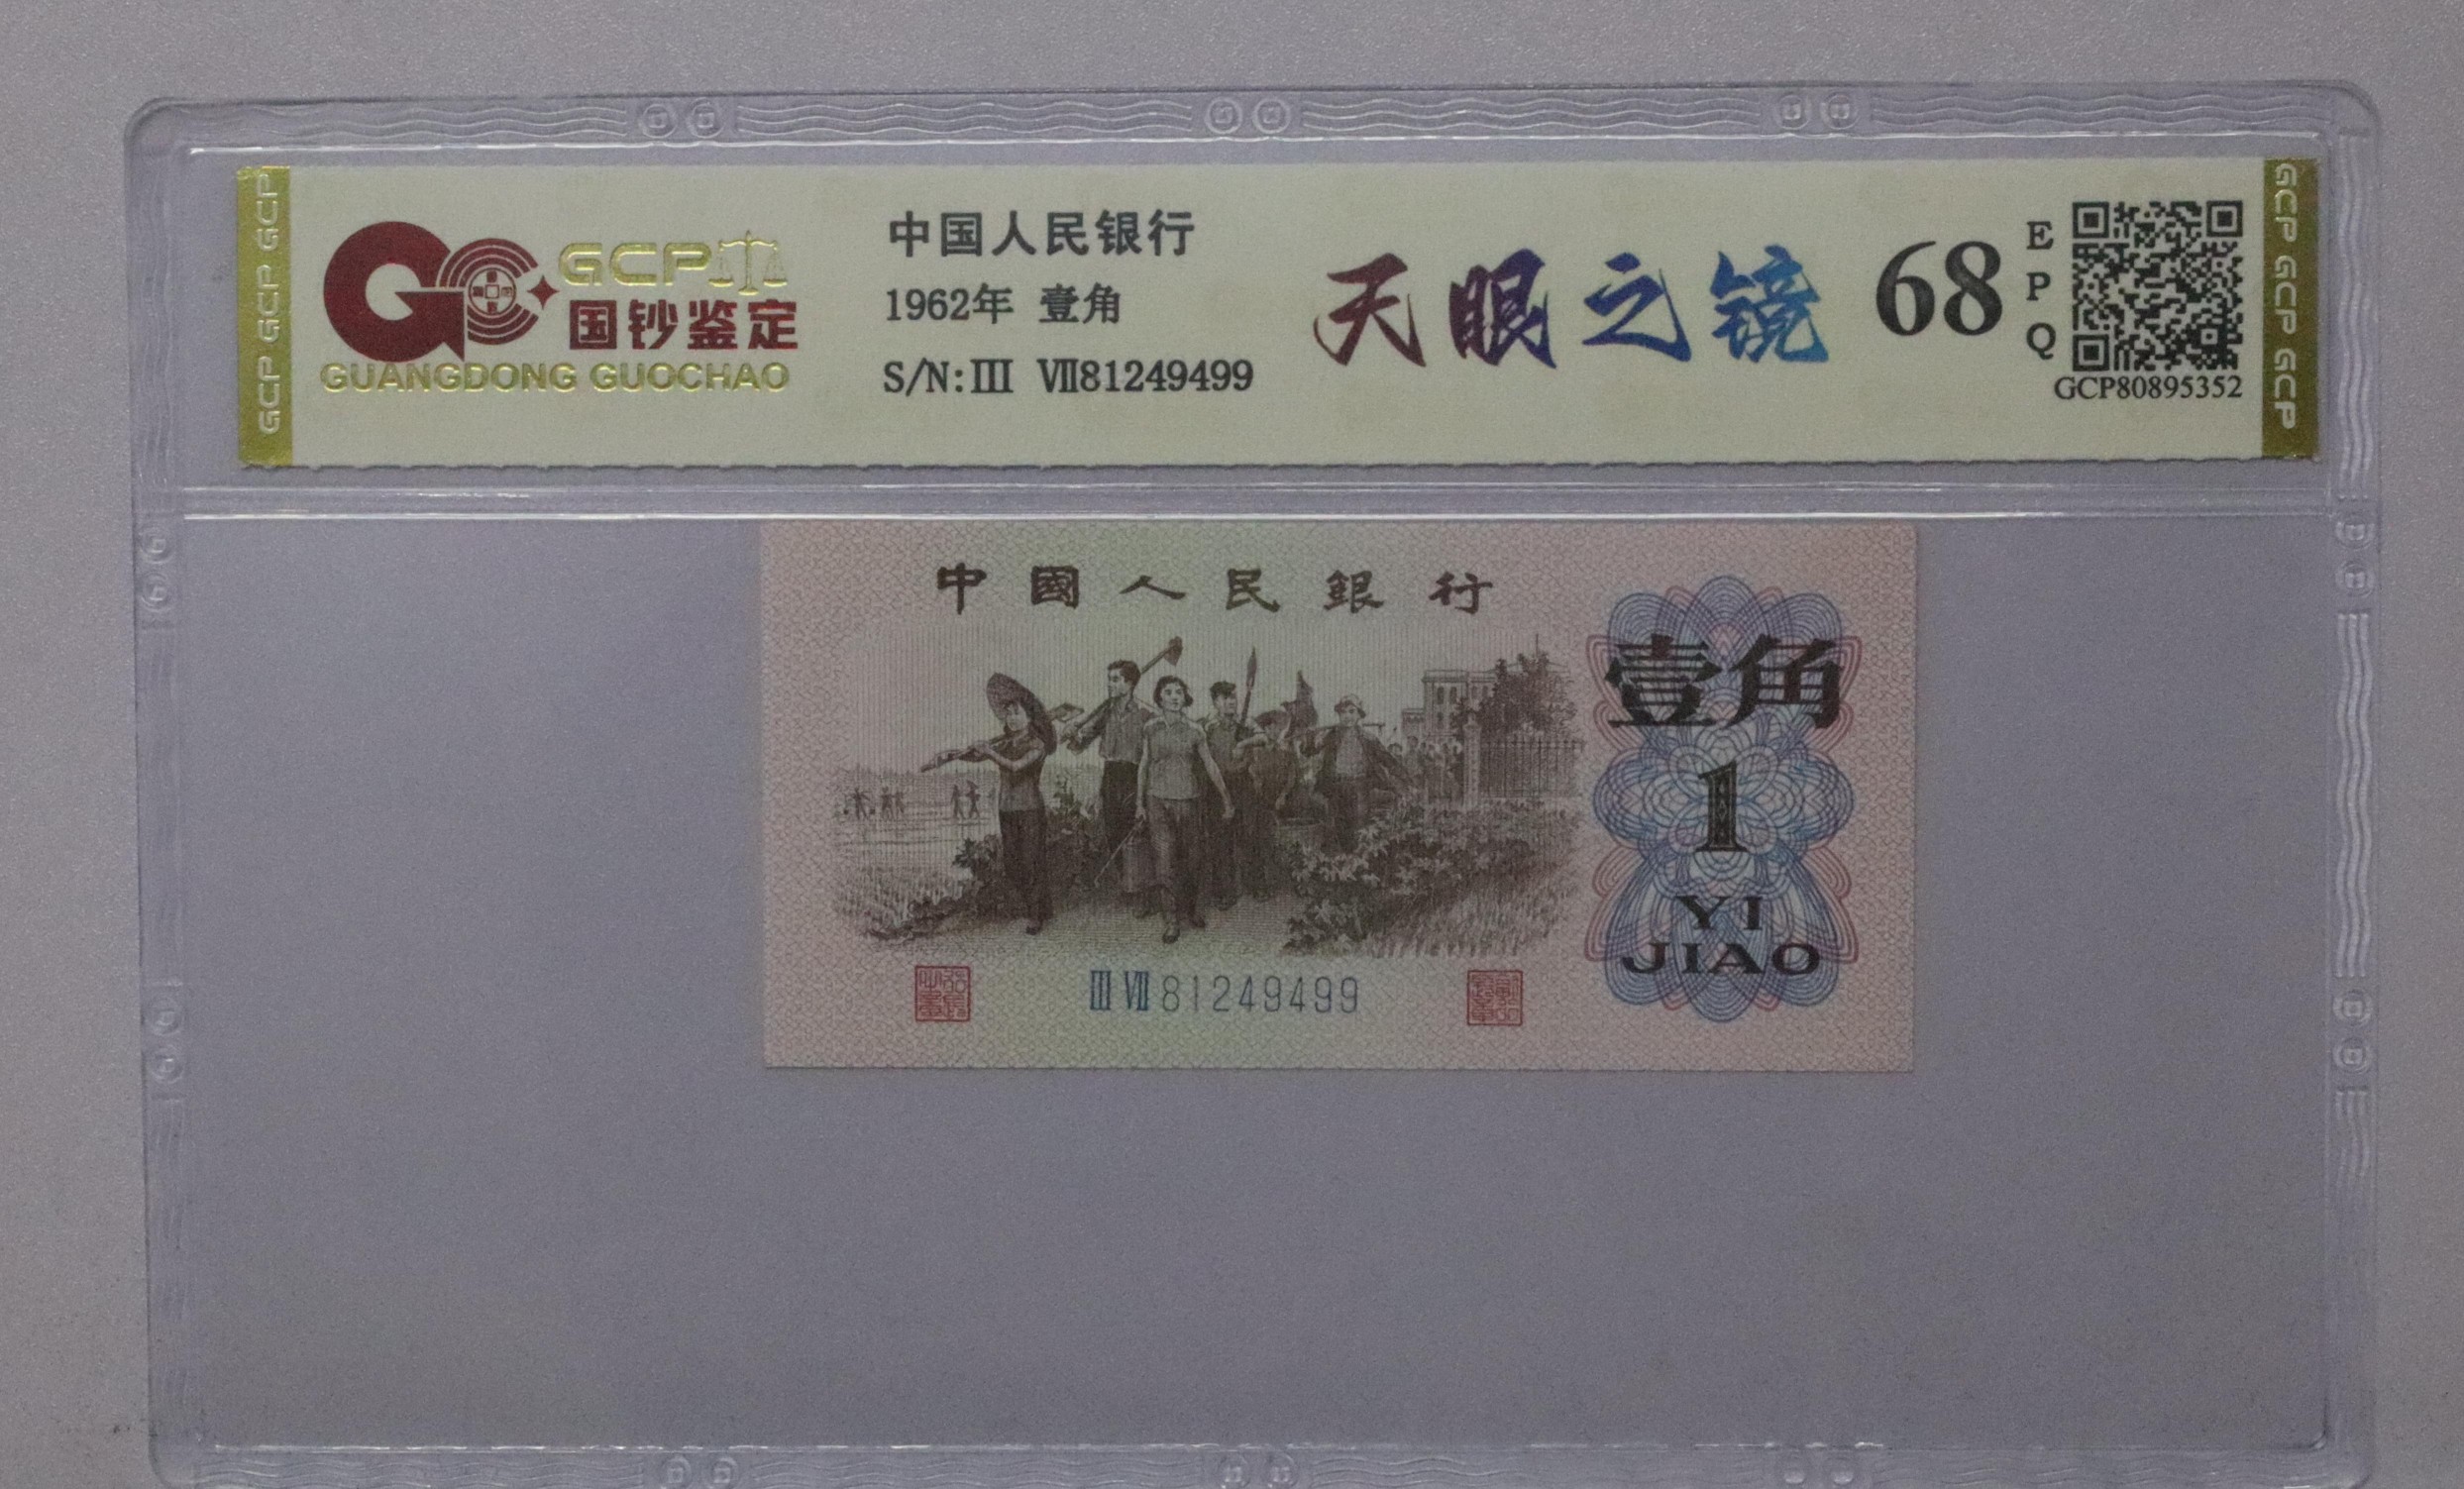 GCP GCP GCP
GCP
国钞鉴定
GUANGDONG GUOCHAO
中国人民银行
1962年 壹角
S/N:Ⅲ Ⅶ81249499
天眼之镜
68
E
P
Q
GCP80895352
GCP GCP GCP
中國人民銀行
壹角
1
YI
JIAO
Ⅲ Ⅶ 81249499